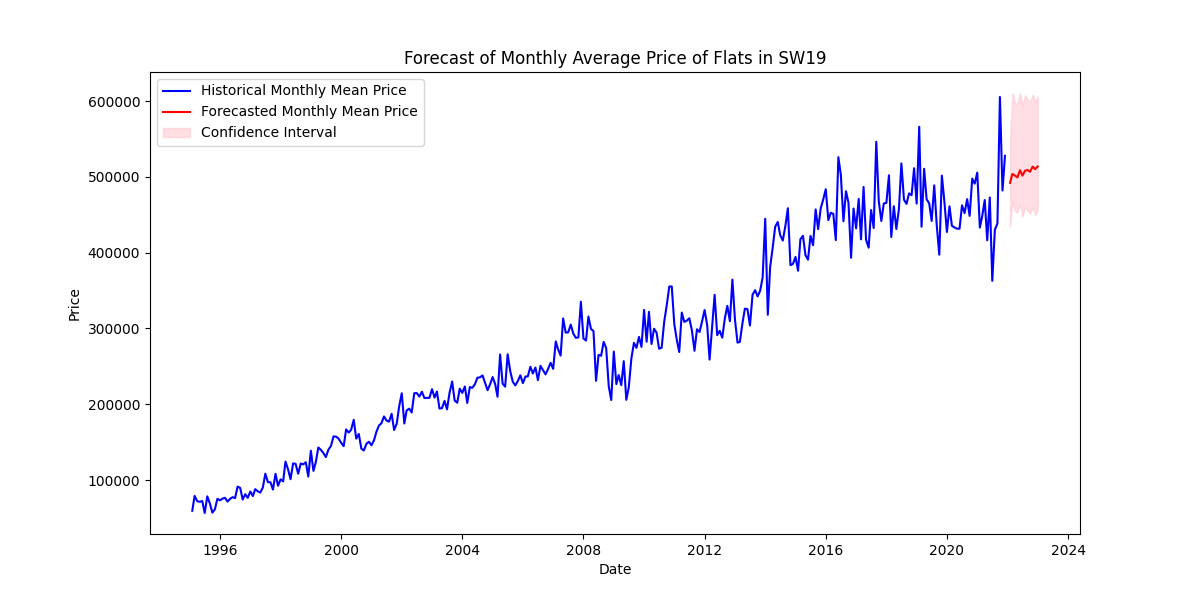 Forecast of Monthly Average Price of Flats in SW19
Historical Monthly Mean Price
Forecasted Monthly Mean Price
Confidence Interval
600000
500000
400000
300000
200000
100000
Price
1996 2000 2004 2008 2012 2016 2020 2024
Date